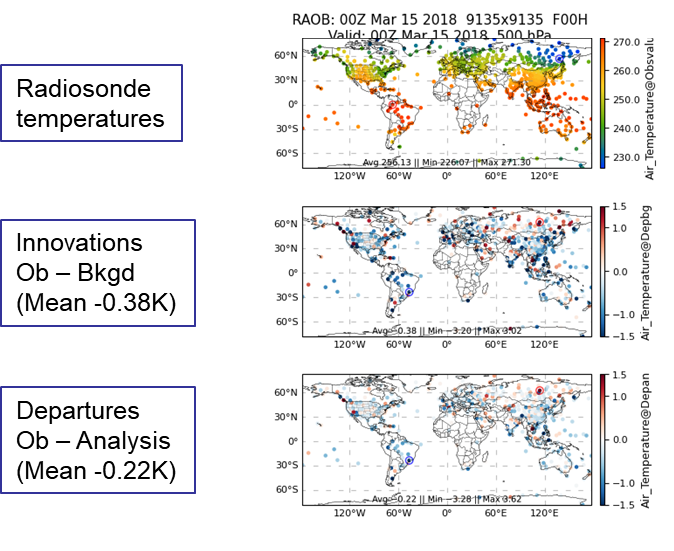 RAOB: 00Z Mar 15 2018 9135x9135 F00H
Valid: 00Z Mar 15 2018 500 hPa
Radiosonde
temperatures
60°N
30°N
0°
30°S
60°S
Avg 256.13 || Min 226.07 || Max 271.30
120°W
60°W
0°
60°E
120°E
270.0
260.0
250.0
240.0
230.0
Air_Temperature@Obsvalu
Innovations
Ob – Bkgd
(Mean -0.38K)
60°N
30°N
0°
30°S
60°S
Avg −0.38 || Min −3.20 || Max 3.02
120°W
60°W
0°
60°E
120°E
1.5
1.0
0.0
−1.0
−1.5
Air_Temperature@Depbg
Departures
Ob – Analysis
(Mean -0.22K)
60°N
30°N
0°
30°S
60°S
Avg −0.22 || Min −3.28 || Max 3.62
120°W
60°W
0°
60°E
120°E
1.5
1.0
0.0
−1.0
−1.5
Air_Temperature@Depan